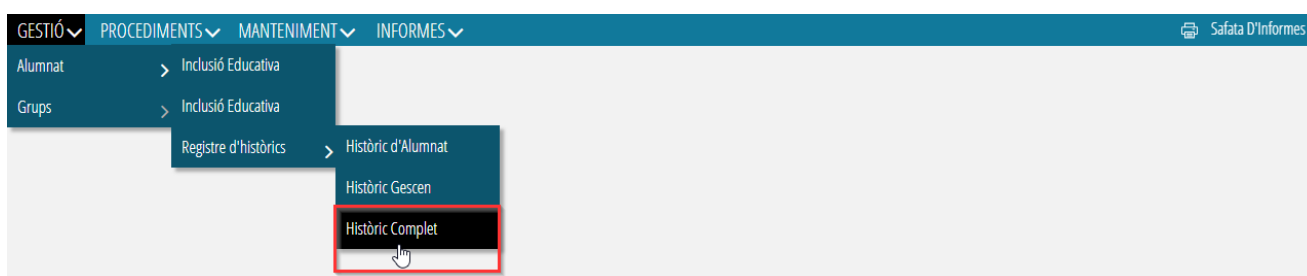 GESTIÓ PROCEDIMENTS MANTENIMENT INFORMES Safata D'Informes
Alumnat Inclusió Educativa
Grups Inclusió Educativa
Registre d'històrics Històric d'Alumnat
Històric Gescen
Històric Complet